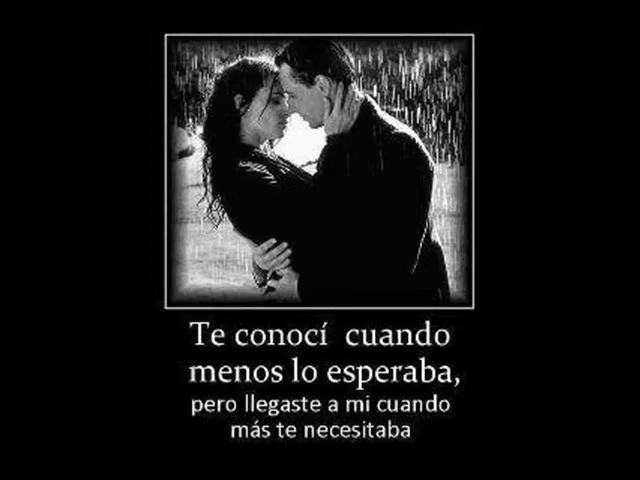 Te conocí cuando
menos lo esperaba,
pero llegaste a mi cuando
más te necesitaba